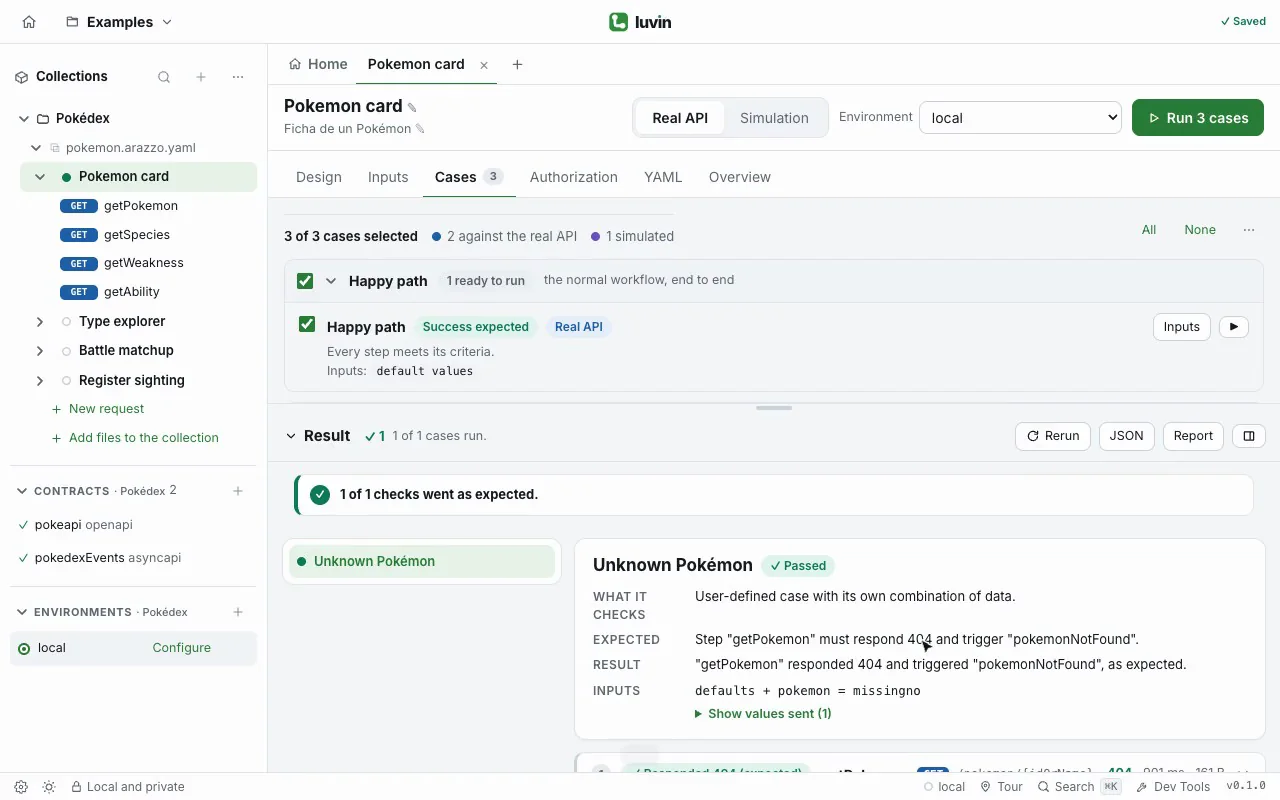 Examples
luvin
✓ Saved
Collections
Home
Pokemon card
Pokédex
pokemon.arazzo.yaml
Pokemon card
GET getPokemon
GET getSpecies
GET getWeakness
GET getAbility
Type explorer
Battle matchup
Register sighting
+ New request
+ Add files to the collection
CONTRACTS · Pokédex 2
✓ pokeapi openapi
✓ pokedexEvents asyncapi
ENVIRONMENTS · Pokédex
local Configure
Pokemon card
Ficha de un Pokémon
Real API Simulation
Environment local
Run 3 cases
Design Inputs Cases 3 Authorization YAML Overview
3 of 3 cases selected 2 against the real API 1 simulated
All None ···
Happy path 1 ready to run the normal workflow, end to end
Happy path Success expected Real API
Inputs
Every step meets its criteria.
Inputs: default values
Result ✓ 1 1 of 1 cases run.
Rerun JSON Report
1 of 1 checks went as expected.
Unknown Pokémon
Unknown Pokémon ✓ Passed
WHAT IT CHECKS User-defined case with its own combination of data.
EXPECTED Step "getPokemon" must respond 404 and trigger "pokemonNotFound".
RESULT "getPokemon" responded 404 and triggered "pokemonNotFound", as expected.
INPUTS defaults + pokemon = missingno
Show values sent (1)
Local and private
local Tour Search ⌘K Dev Tools v0.1.0